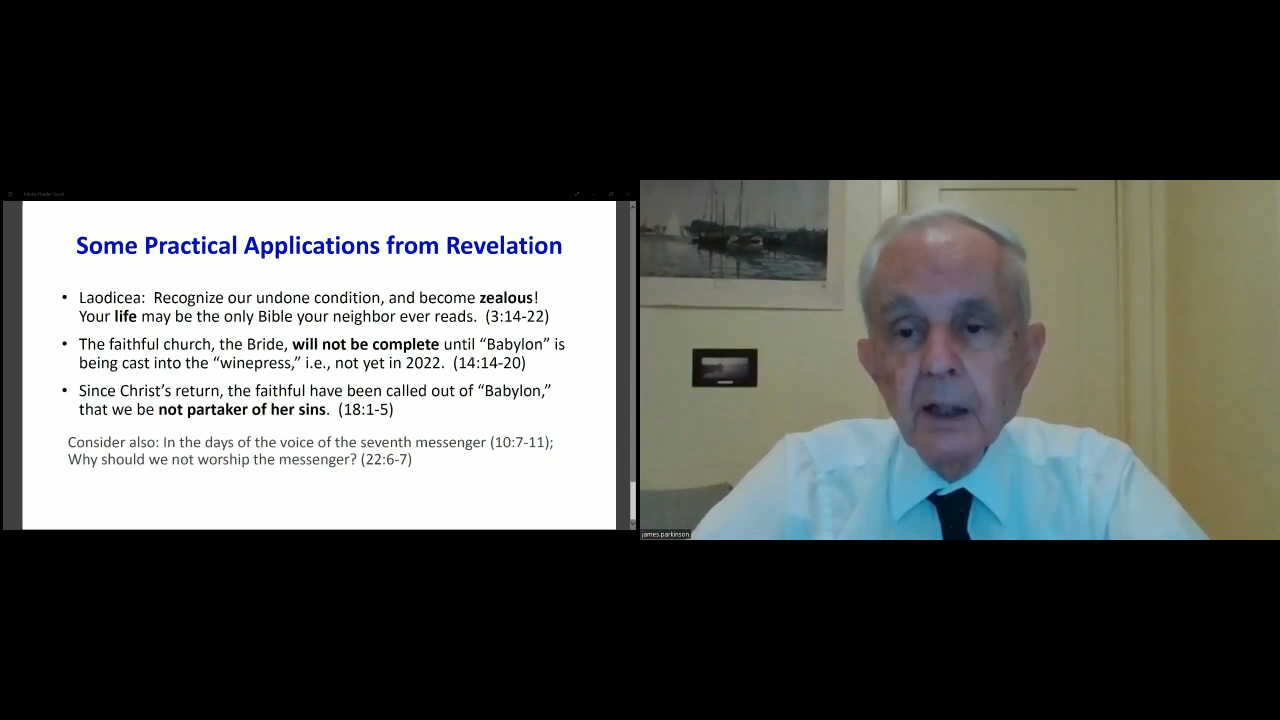 Some Practical Applications from Revelation
• Laodicea:  Recognize our undone condition, and become zealous!
Your life may be the only Bible your neighbor ever reads.  (3:14-22)
• The faithful church, the Bride, will not be complete until “Babylon” is
being cast into the “winepress,” i.e., not yet in 2022.  (14:14-20)
• Since Christ’s return, the faithful have been called out of “Babylon,”
that we be not partaker of her sins.  (18:1-5)
Consider also: In the days of the voice of the seventh messenger (10:7-11);
Why should we not worship the messenger? (22:6-7)
james parkinson